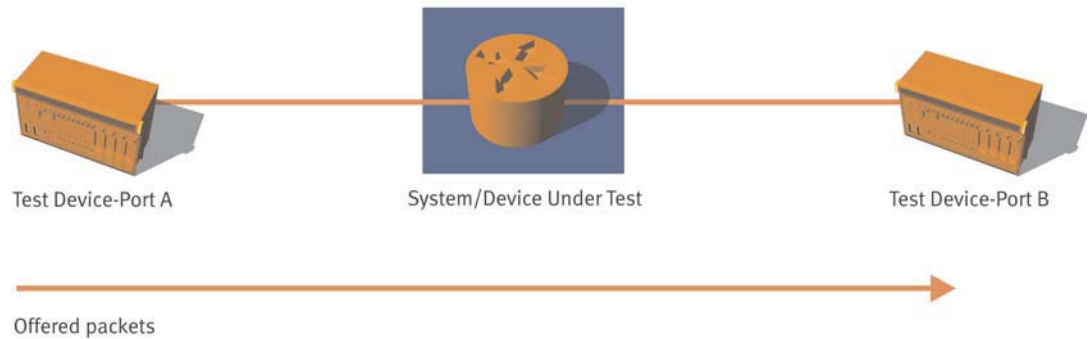 Test Device-Port A
System/Device Under Test
Test Device-Port B
Offered packets